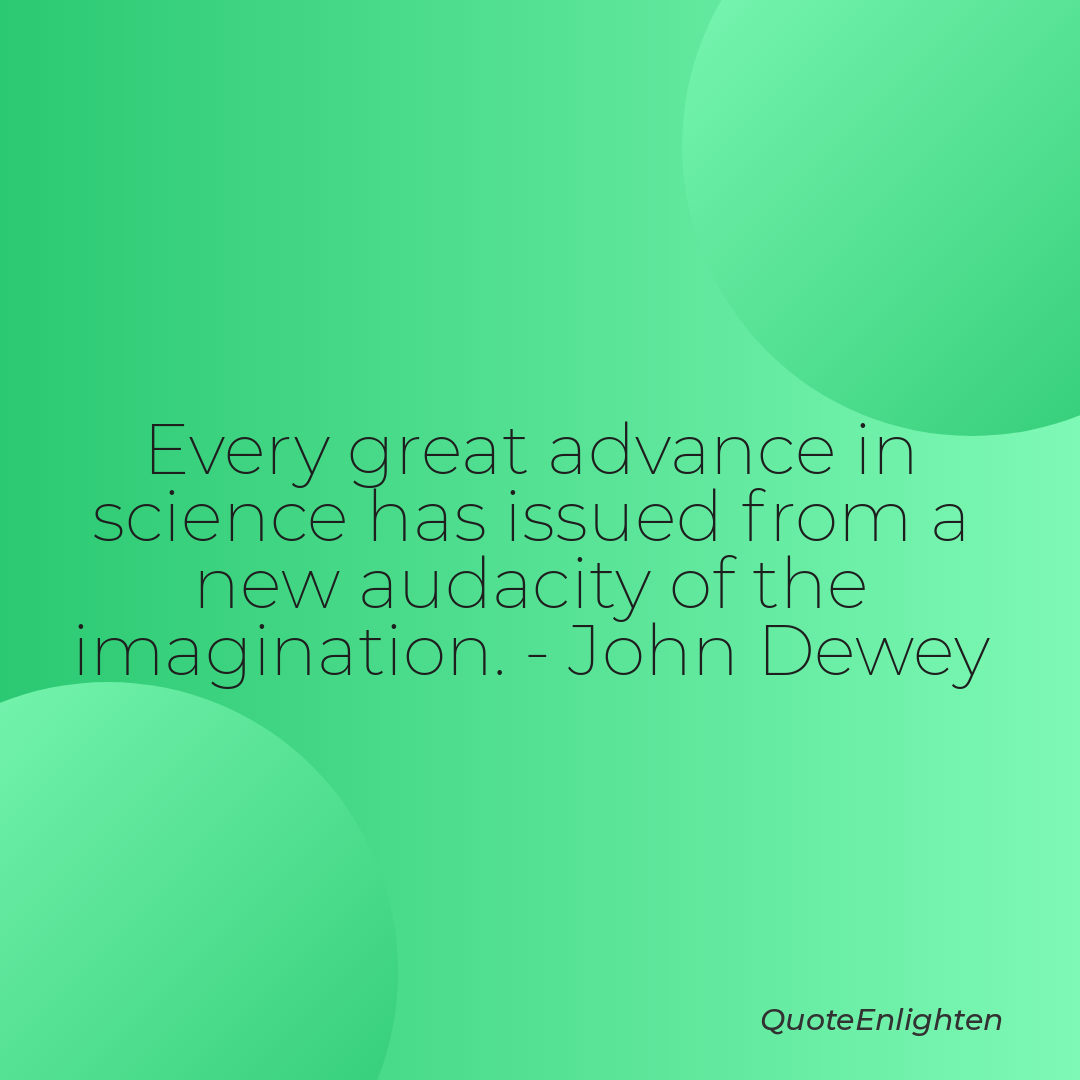 Every great advance in
science has issued from a
new audacity of the
imagination. - John Dewey
QuoteEnlighten